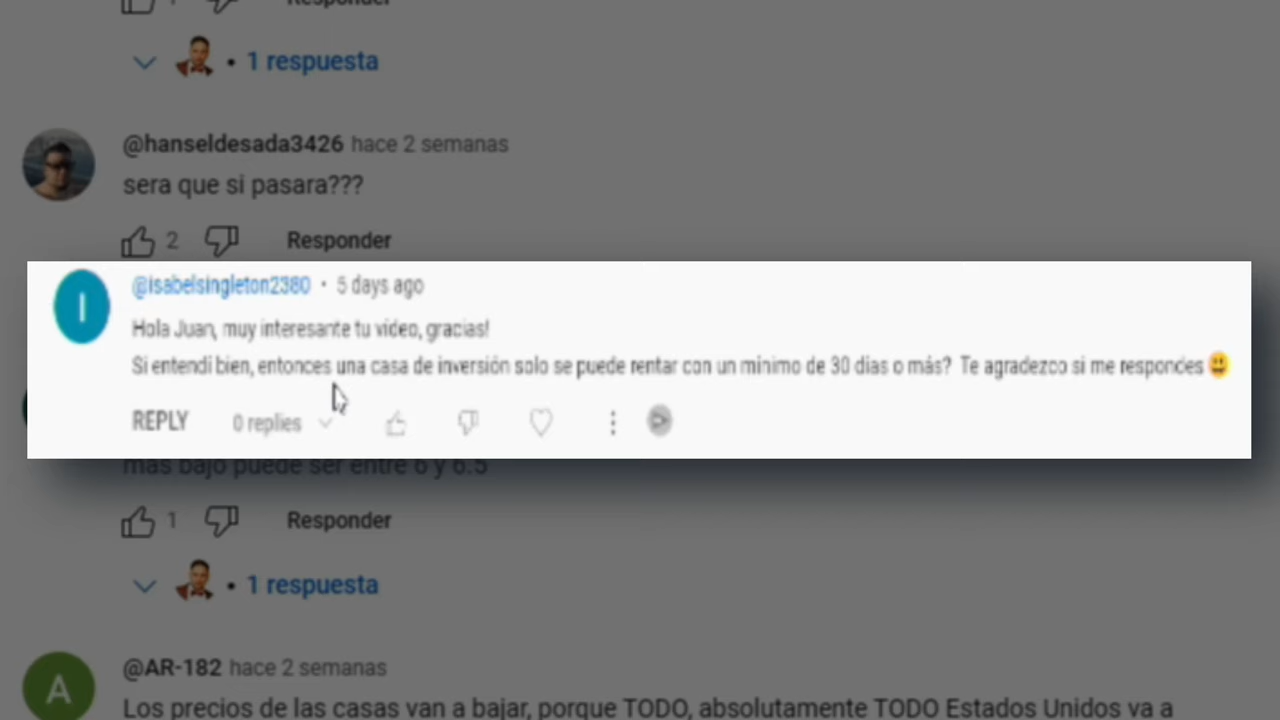 1 Responder
1 respuesta
@hanseldesada3426 hace 2 semanas
sera que si pasara???
2 Responder
I @isabelsingleton2380 • 5 days ago
Hola Juan, muy interesante tu video, gracias!
Si entendi bien, entonces una casa de inversión solo se puede rentar con un mínimo de 30 días o más? Te agradezco si me respondes 😃
REPLY 0 replies
mas bajo puede ser entre 6 y 6.5
1 Responder
1 respuesta
A @AR-182 hace 2 semanas
Los precios de las casas van a bajar, porque TODO, absolutamente TODO Estados Unidos va a